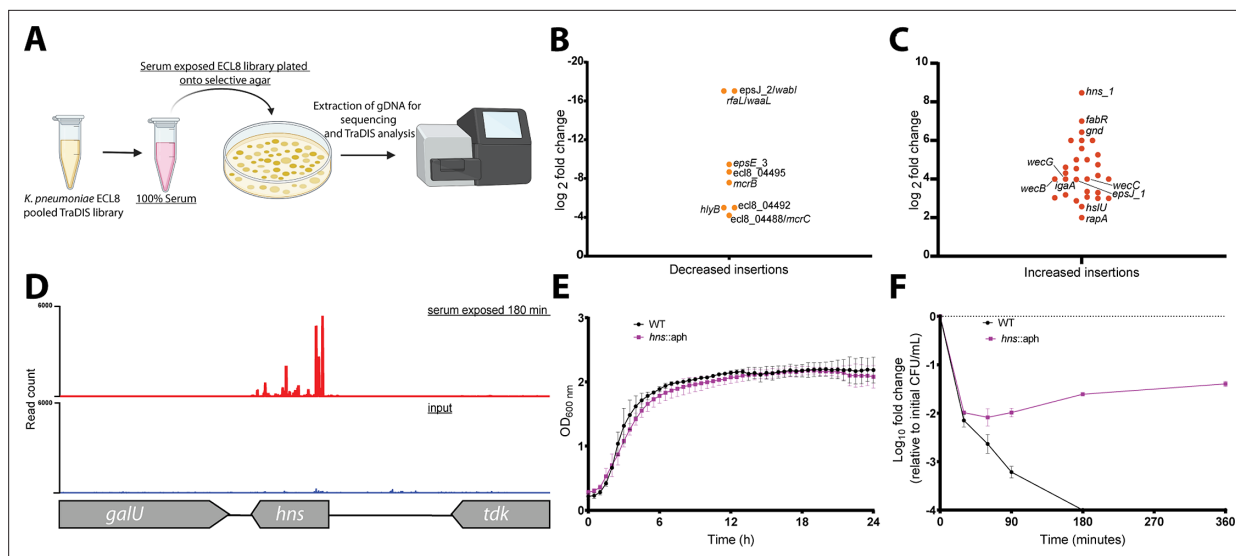 A
Serum exposed ECL8 library plated
onto selective agar
Extraction of gDNA for
sequencing
and TraDIS analysis
K. pneumoniae ECL8
pooled TraDIS library
100% Serum
B
log 2 fold change
-20
-16
-12
-8
-4
0
epsJ_2/wabI
rfaL/waaL
epsE_3
ecl8_04495
mcrB
hlyB
ecl8_04492
ecl8_04488/mcrC
Decreased insertions
C
log 2 fold change
10
8
6
4
2
0
hns_1
fabR
gnd
wecG
wecB
igaA
wecC
epsJ_1
hslU
rapA
Increased insertions
D
Read count
6000
serum exposed 180 min
6000
input
galU
hns
tdk
E
OD600 nm
3
2
1
0
WT
hns::aph
0
6
12
18
24
Time (h)
F
Log10 fold change
(relative to initial CFU/mL)
0
-1
-2
-3
-4
WT
hns::aph
0
90
180
270
360
Time (minutes)